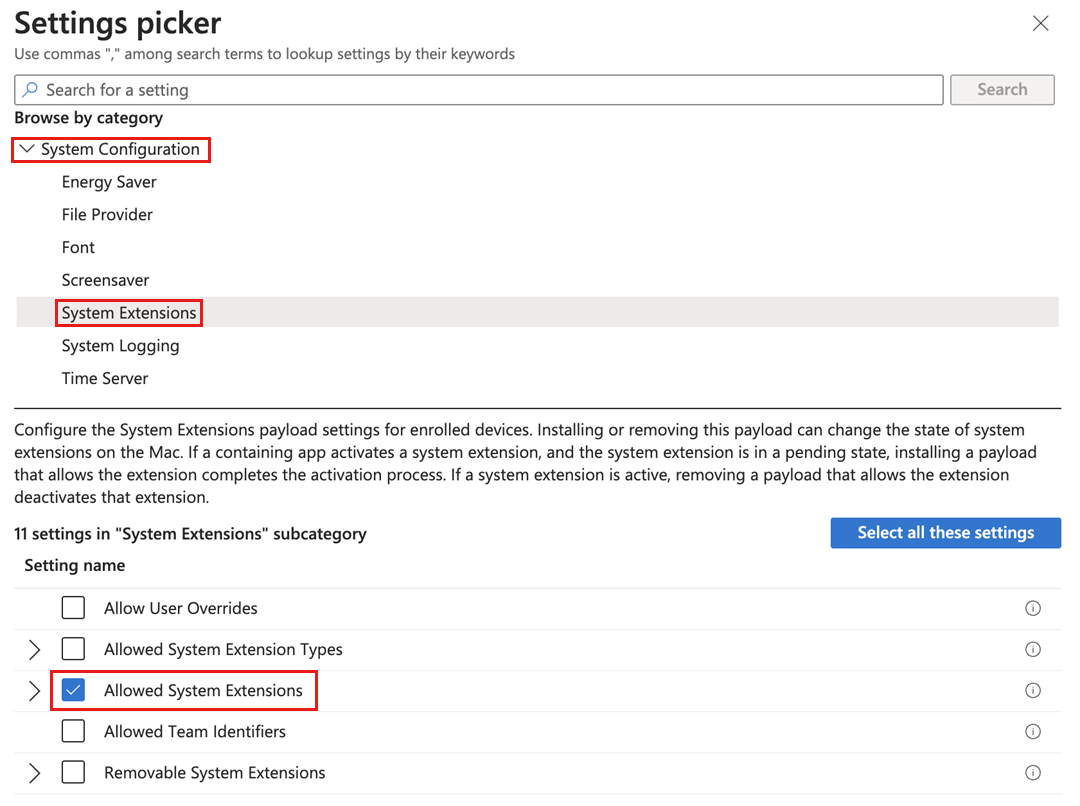 Settings picker
Use commas "," among search terms to lookup settings by their keywords
Search for a setting
Search
Browse by category
System Configuration
Energy Saver
File Provider
Font
Screensaver
System Extensions
System Logging
Time Server
Configure the System Extensions payload settings for enrolled devices. Installing or removing this payload can change the state of system
extensions on the Mac. If a containing app activates a system extension, and the system extension is in a pending state, installing a payload
that allows the extension completes the activation process. If a system extension is active, removing a payload that allows the extension
deactivates that extension.
11 settings in "System Extensions" subcategory
Select all these settings
Setting name
Allow User Overrides
Allowed System Extension Types
Allowed System Extensions
Allowed Team Identifiers
Removable System Extensions